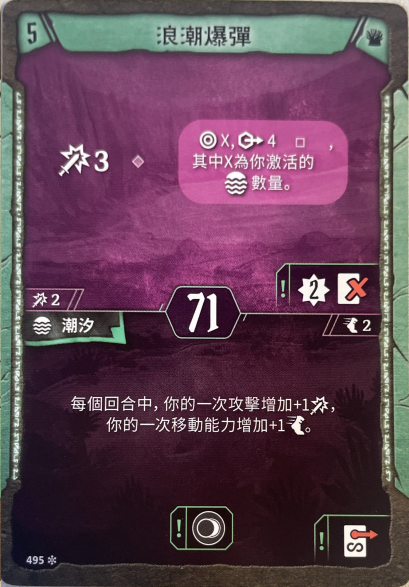 5
浪潮爆彈
3
X, 4 ,
其中X為你激活的
數量。
2
2
71
潮汐
2
每個回合中，你的一次攻擊增加+1，
你的一次移動能力增加+1。
495